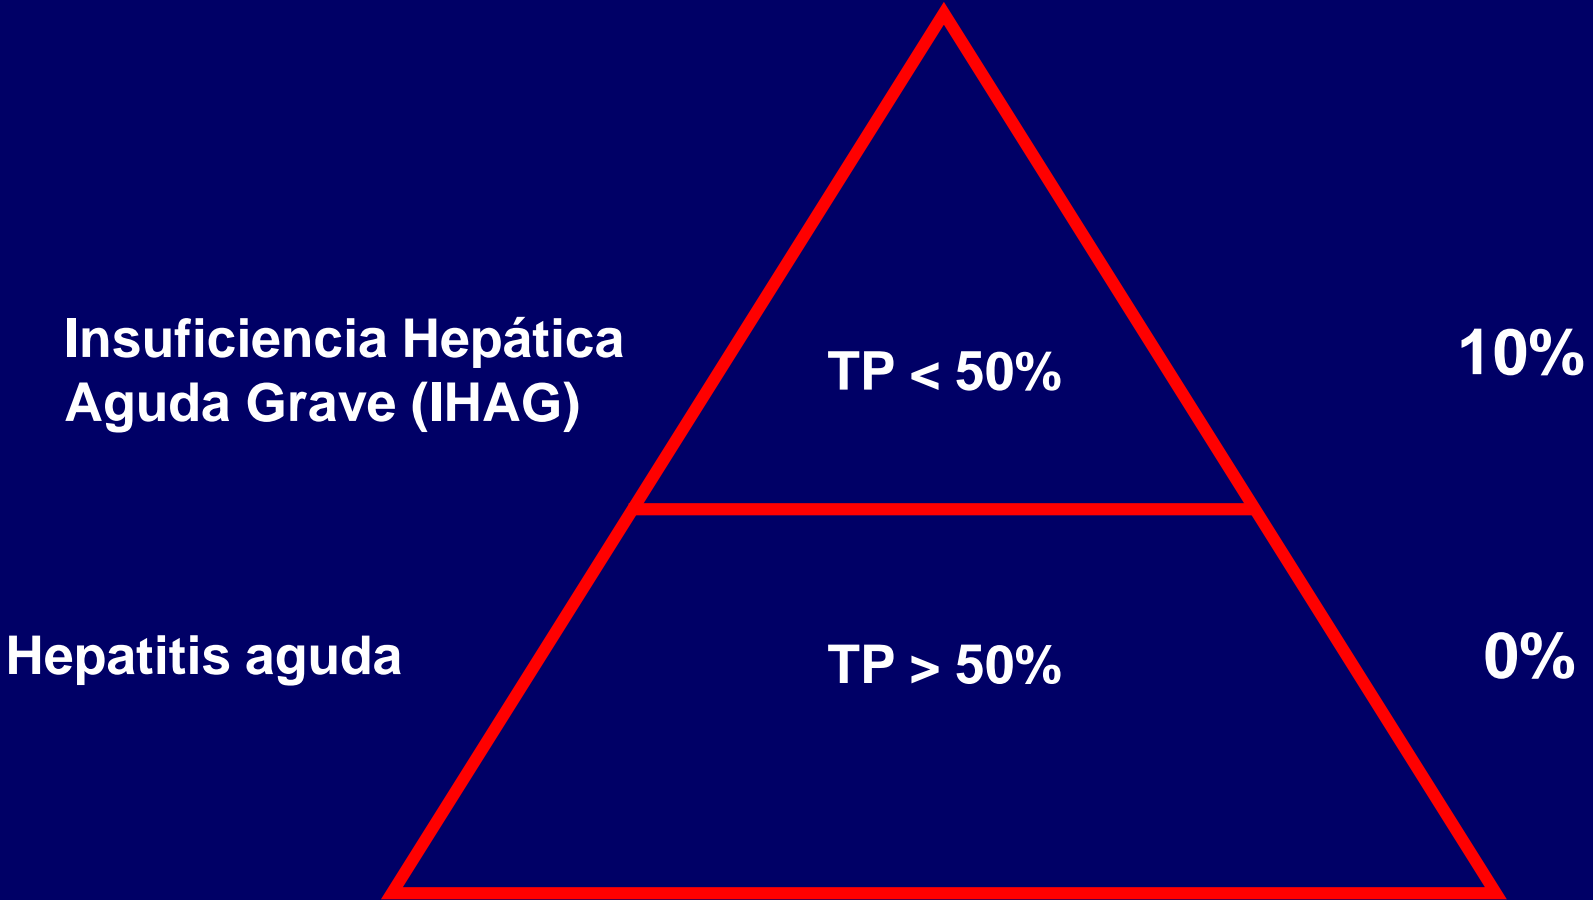 Insuficiencia Hepática
Aguda Grave (IHAG)
TP < 50%
10%
Hepatitis aguda
TP > 50%
0%